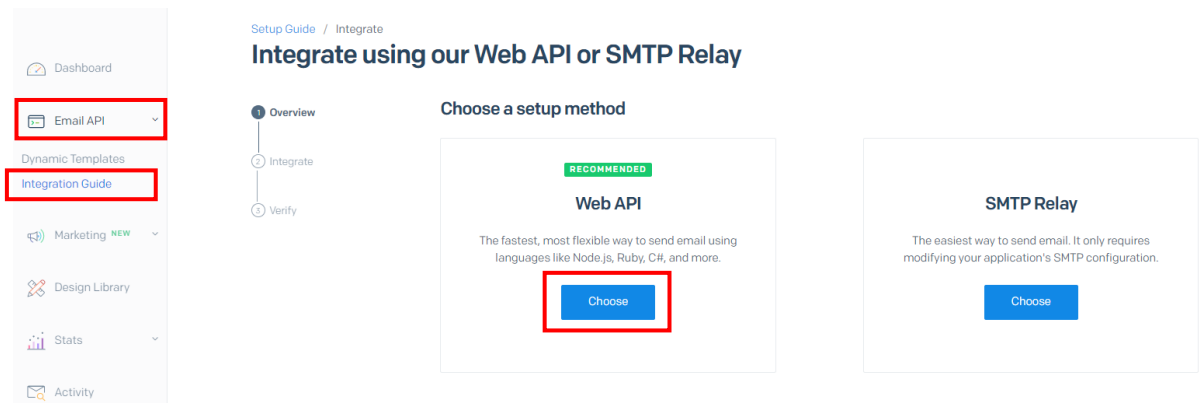 Dashboard
Email API
Dynamic Templates
Integration Guide
Marketing NEW
Design Library
Stats
Activity
Setup Guide / Integrate
Integrate using our Web API or SMTP Relay
1 Overview
2 Integrate
3 Verify
Choose a setup method
RECOMMENDED
Web API
The fastest, most flexible way to send email using
languages like Node.js, Ruby, C#, and more.
Choose
SMTP Relay
The easiest way to send email. It only requires
modifying your application's SMTP configuration.
Choose